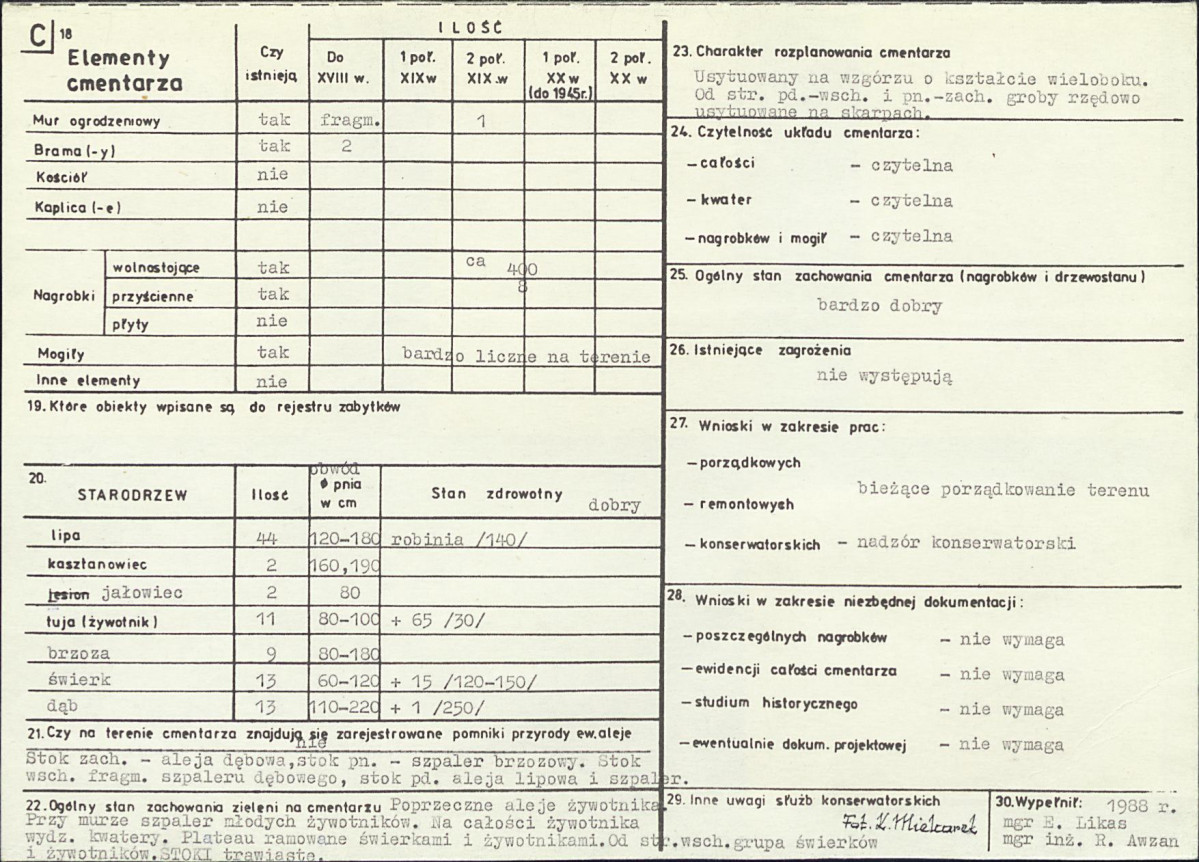 C 18
Elementy cmentarza
Czy istnieją
ILOŚĆ
Do XVIII w.
1 poł. XIX w
2 poł. XIX .w
1 poł. XX w (do 1945r.)
2 poł. XX w
Mur ogrodzeniowy tak fragm. 1
Brama (-y) tak 2
Kościół nie
Kaplica (-e) nie
Nagrobki
wolnostojące tak ca 400
przyścienne tak 8
płyty nie
Mogiły tak bardzo liczne na terenie
Inne elementy nie
19. Które obiekty wpisane są do rejestru zabytków
20. STARODRZEW Ilość obwód ø pnia w cm Stan zdrowotny dobry
lipa 44 120-180 robinia /140/
kasztanowiec 2 160,190
jesion jałowiec 2 80
tuja (żywotnik) 11 80-100 + 65 /30/
brzoza 9 80-180
świerk 13 60-120 + 15 /120-150/
dąb 13 110-220 + 1 /250/
21. Czy na terenie cmentarza znajdują się zarejestrowane pomniki przyrody ew. aleje
nie
Stok zach. - aleja dębowa,stok pn. - szpaler brzozowy. Stok
wsch. fragm. szpaleru dębowego, stok pd. aleja lipowa i szpaler.
22. Ogólny stan zachowania zieleni na cmentarzu Poprzeczne aleje żywotnika.
Przy murze szpaler młodych żywotników. Na całości żywotnika
wydz. kwatery. Plateau ramowane świerkami i żywotnikami.Od str.wsch.grupa świerków
i żywotników.STOKI trawiaste.
23. Charakter rozplanowania cmentarza
Usytuowany na wzgórzu o kształcie wieloboku.
Od str. pd.-wsch. i pn.-zach. groby rzędowo
usytuowane na skarpach.
24. Czytelność układu cmentarza:
- całości - czytelna
- kwater - czytelna
- nagrobków i mogił - czytelna
25. Ogólny stan zachowania cmentarza (nagrobków i drzewostanu)
bardzo dobry
26. Istniejące zagrożenia
nie występują
27. Wnioski w zakresie prac:
- porządkowych
bieżące porządkowanie terenu
- remontowych
- konserwatorskich - nadzór konserwatorski
28. Wnioski w zakresie niezbędnej dokumentacji:
- poszczególnych nagrobków - nie wymaga
- ewidencji całości cmentarza - nie wymaga
- studium historycznego - nie wymaga
- ewentualnie dokum. projektowej - nie wymaga
29. Inne uwagi służb konserwatorskich
Fot. K. Mielcarek
30. Wypełnił: 1988 r.
mgr E. Likas
mgr inż. R. Awzan